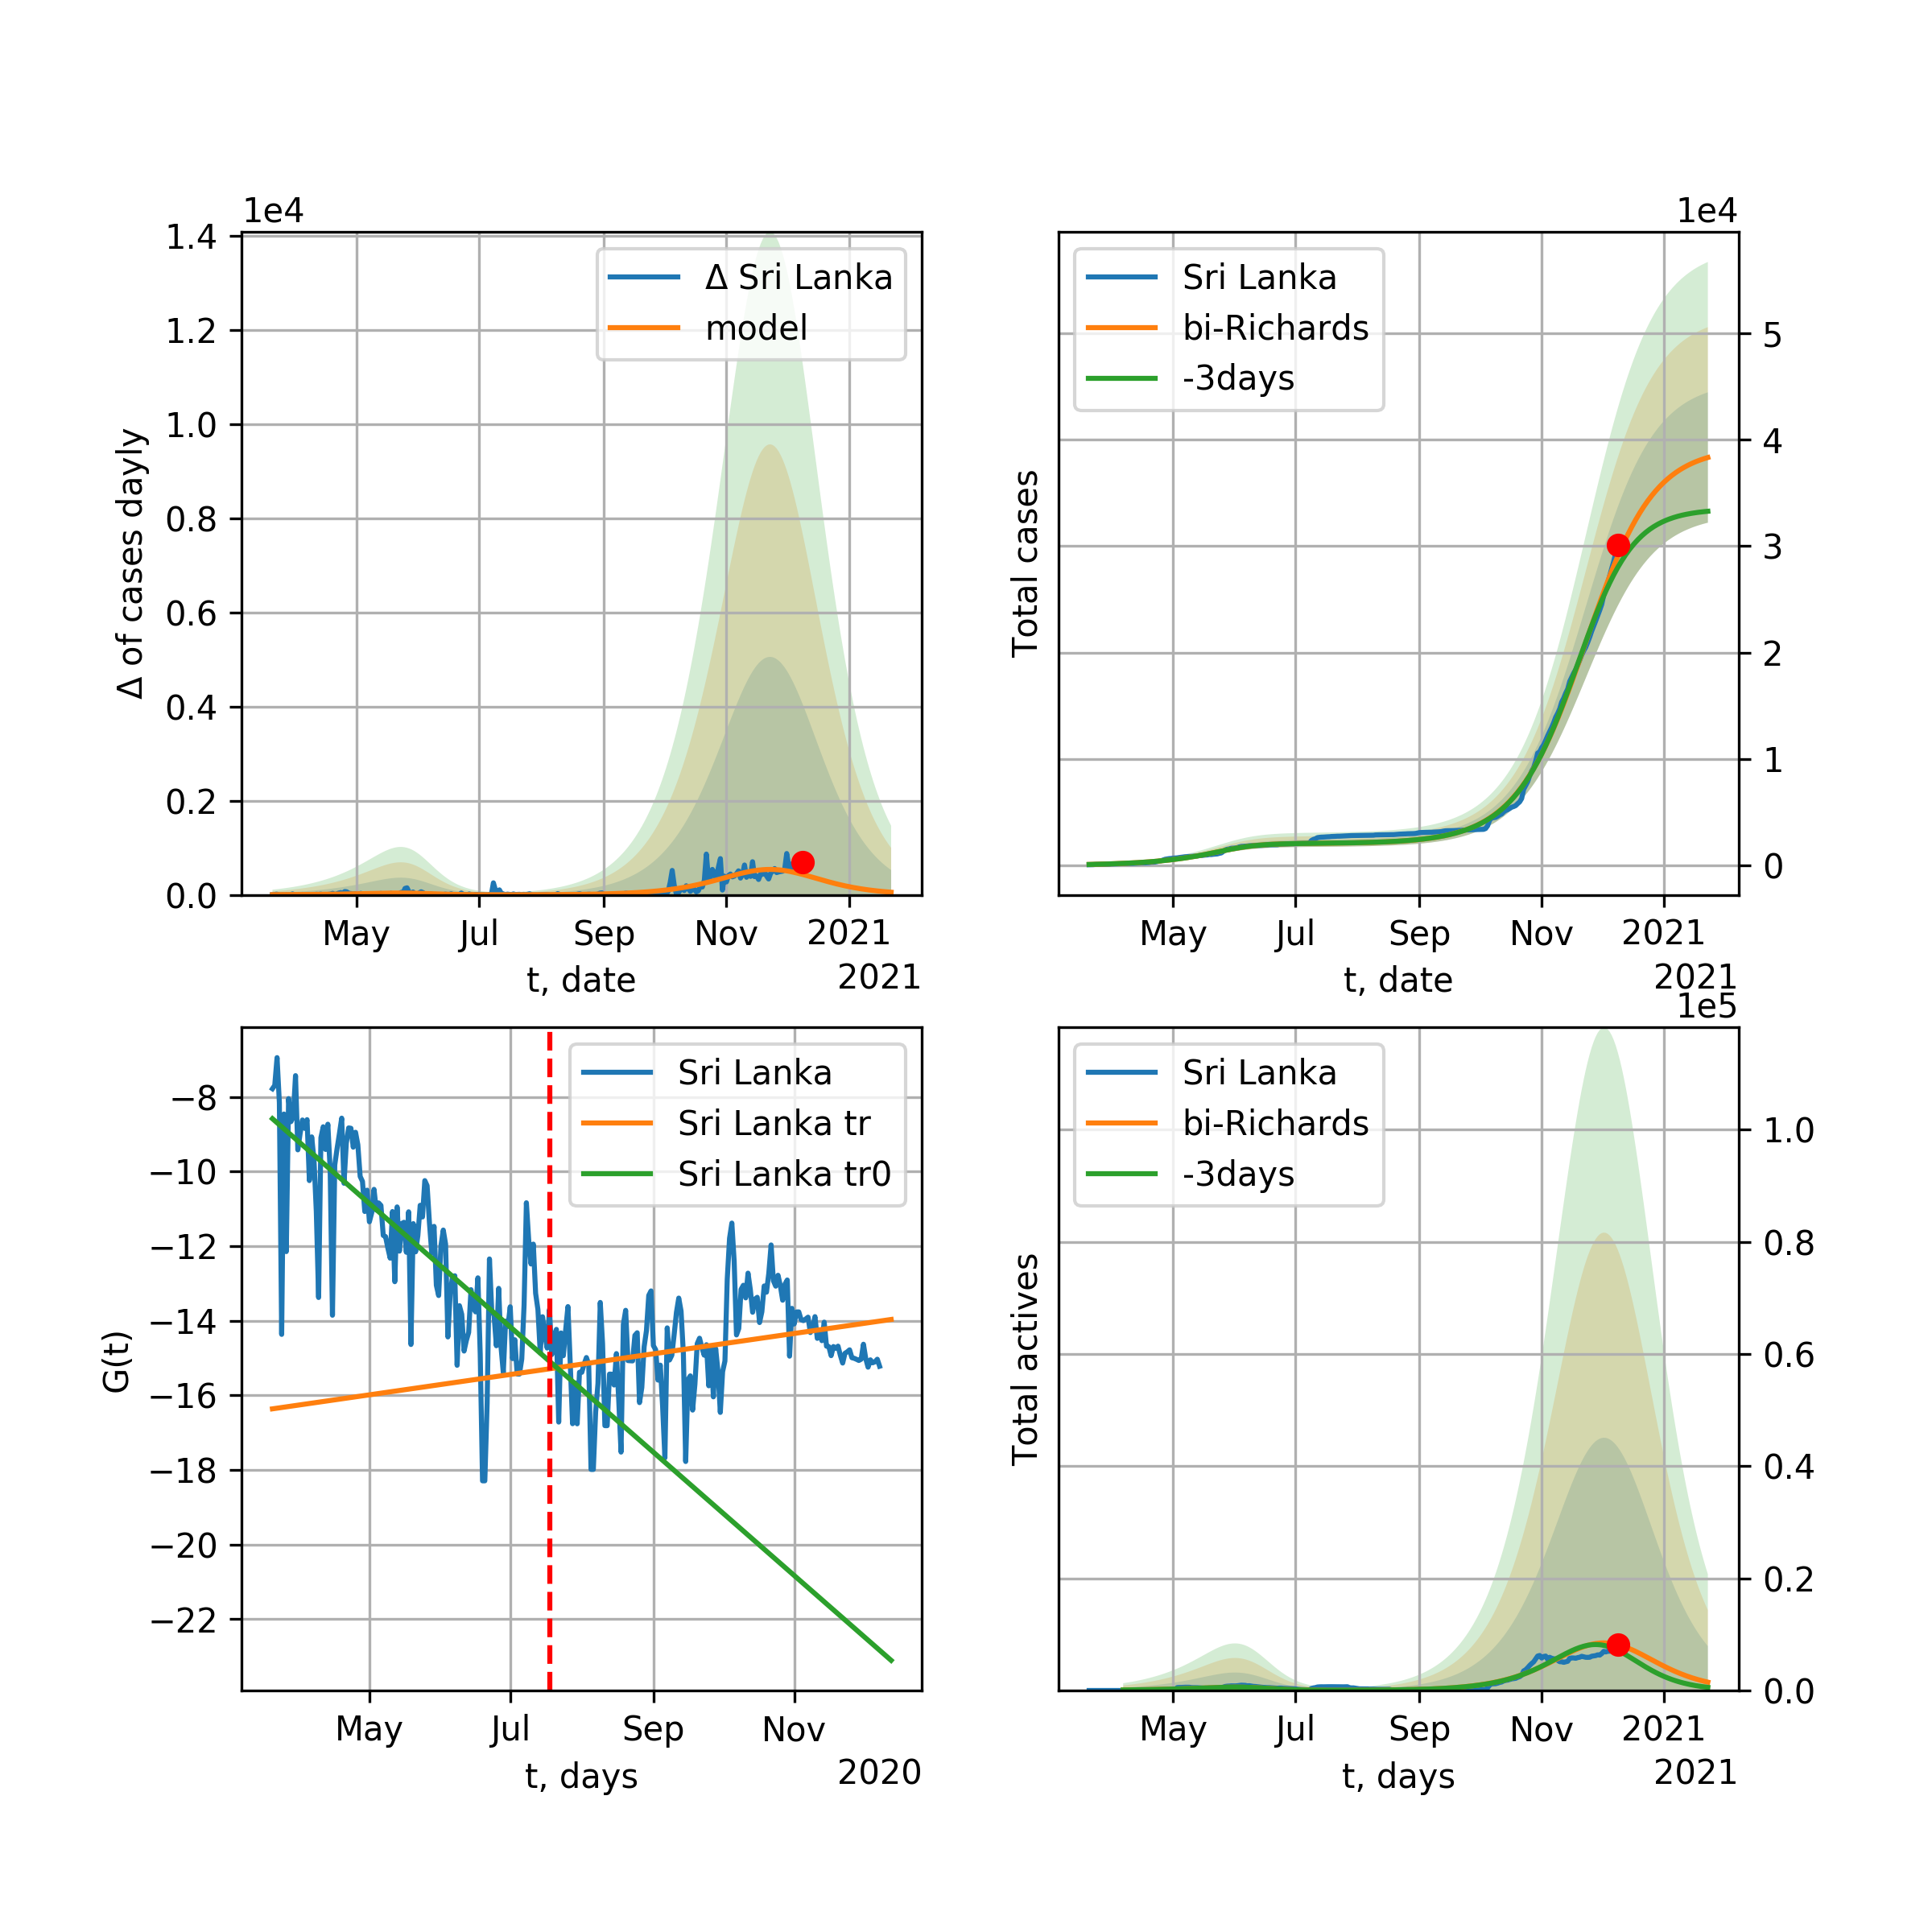 1e4
1.4
1.2
1.0
0.8
0.6
0.4
0.2
0.0
Δ of cases dayly
Δ Sri Lanka
model
May Jul Sep Nov 2021
t, date
2021
1e4
Total cases
Sri Lanka
bi-Richards
-3days
5
4
3
2
1
0
May Jul Sep Nov 2021
t, date
2021
G(t)
−8
−10
−12
−14
−16
−18
−20
−22
Sri Lanka
Sri Lanka tr
Sri Lanka tr0
May Jul Sep Nov
t, days
2020
1e5
Total actives
Sri Lanka
bi-Richards
-3days
1.0
0.8
0.6
0.4
0.2
0.0
May Jul Sep Nov 2021
t, days
2021